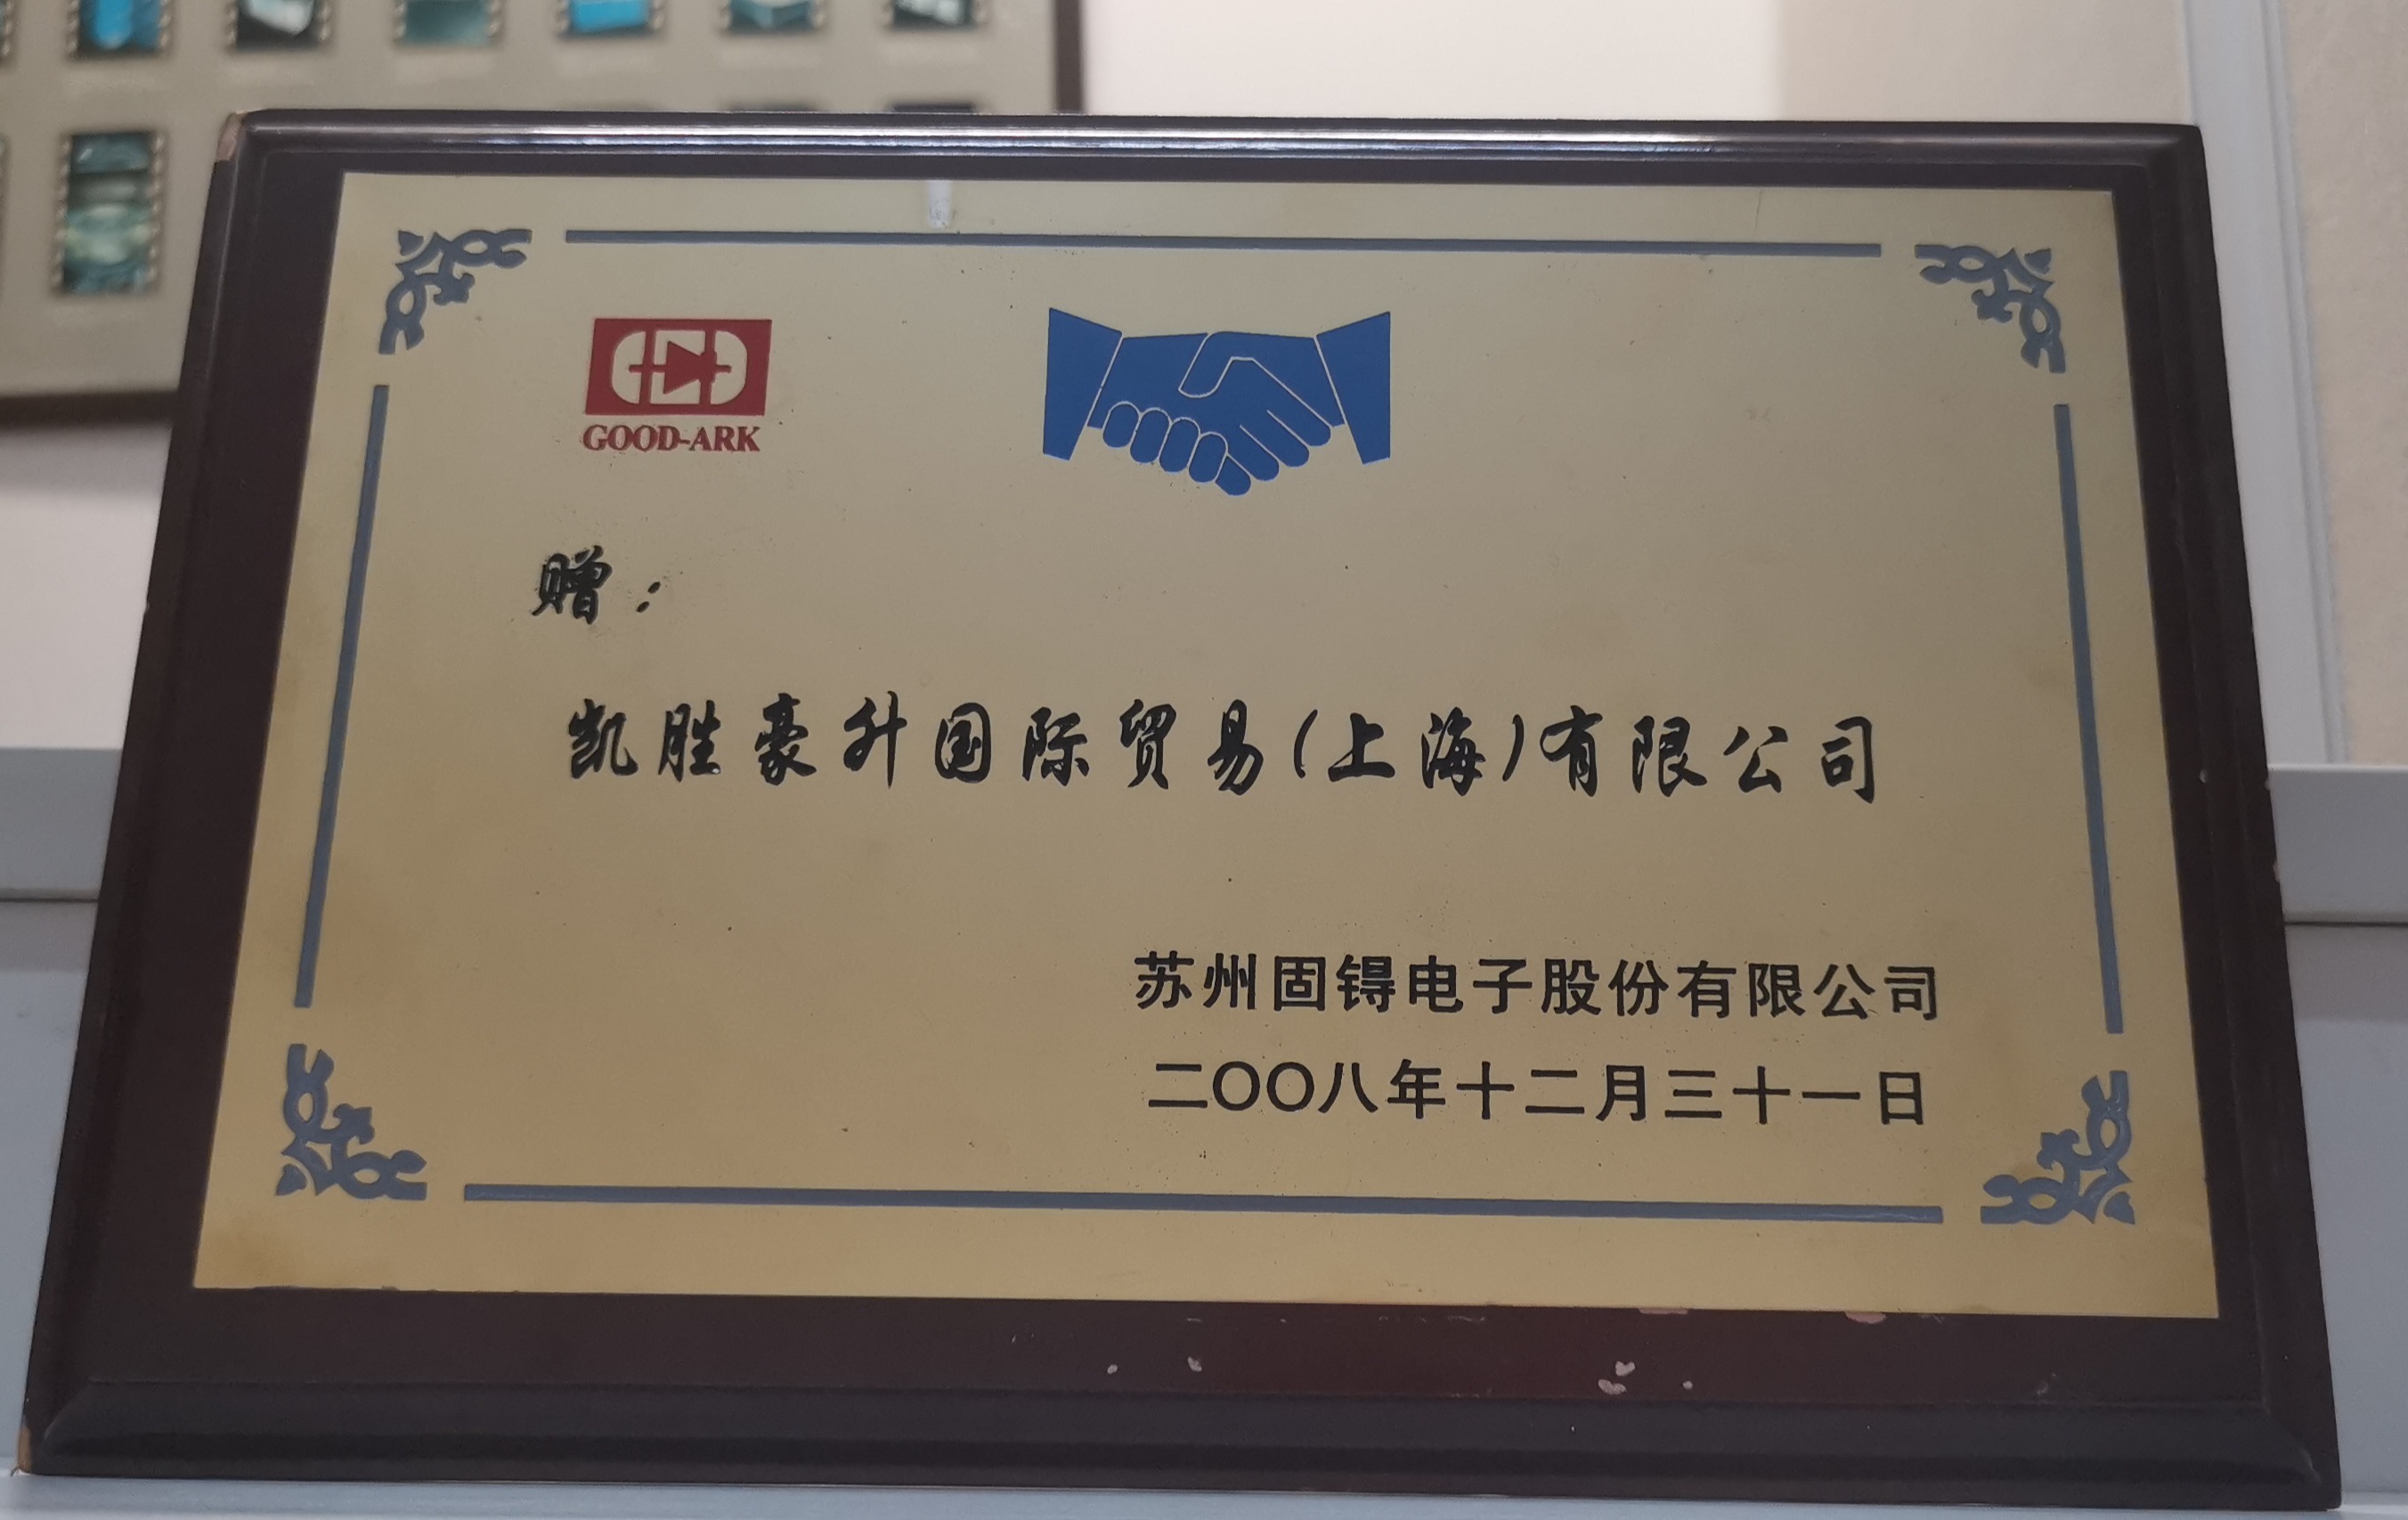 GOOD-ARK
赠：
凯胜豪升国际贸易(上海)有限公司
苏州固锝电子股份有限公司
二〇〇八年十二月三十一日